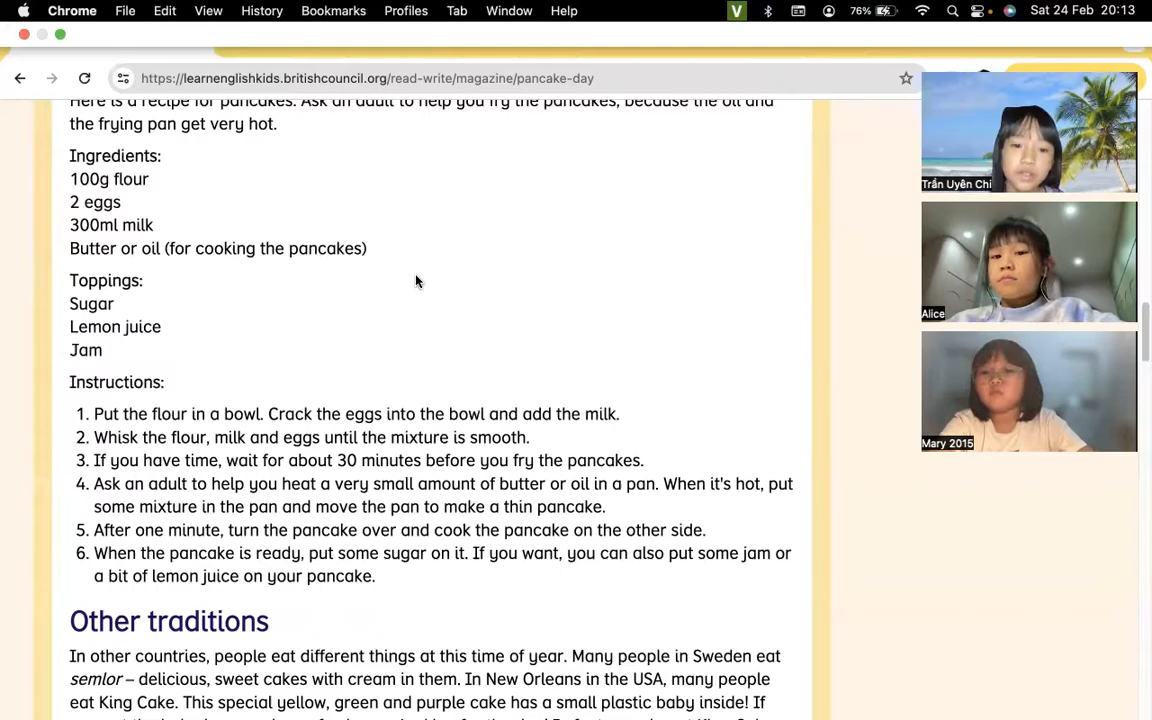 Chrome File Edit View History Bookmarks Profiles Tab Window Help
V 76% Sat 24 Feb 20:13
https://learnenglishkids.britishcouncil.org/read-write/magazine/pancake-day
Here is a recipe for pancakes. Ask an adult to help you fry the pancakes, because the oil and
the frying pan get very hot.
Ingredients:
100g flour
2 eggs
300ml milk
Butter or oil (for cooking the pancakes)
Toppings:
Sugar
Lemon juice
Jam
Instructions:
1. Put the flour in a bowl. Crack the eggs into the bowl and add the milk.
2. Whisk the flour, milk and eggs until the mixture is smooth.
3. If you have time, wait for about 30 minutes before you fry the pancakes.
4. Ask an adult to help you heat a very small amount of butter or oil in a pan. When it's hot, put
some mixture in the pan and move the pan to make a thin pancake.
5. After one minute, turn the pancake over and cook the pancake on the other side.
6. When the pancake is ready, put some sugar on it. If you want, you can also put some jam or
a bit of lemon juice on your pancake.
Other traditions
In other countries, people eat different things at this time of year. Many people in Sweden eat
semlor – delicious, sweet cakes with cream in them. In New Orleans in the USA, many people
eat King Cake. This special yellow, green and purple cake has a small plastic baby inside! If
Trần Uyên Chi
Alice
Mary 2015